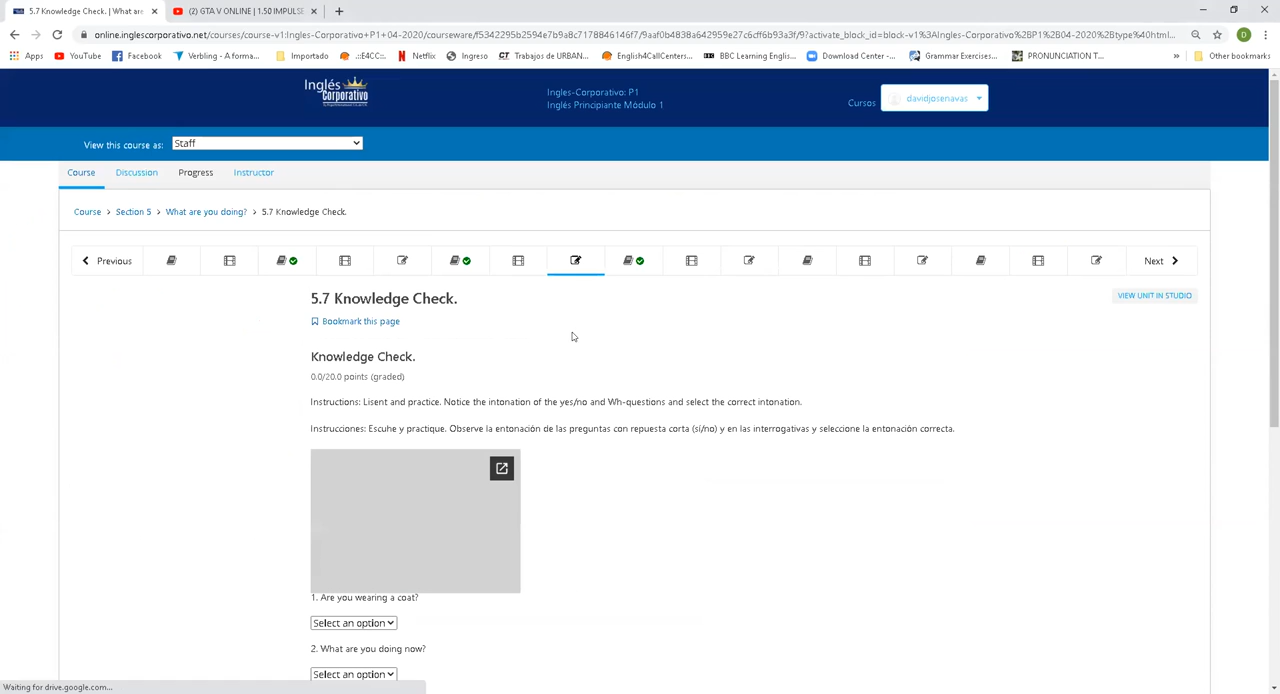 5.7 Knowledge Check. | What are
(2) GTA V ONLINE | 1.50 IMPULSE
online.inglescorporativo.net/courses/course-v1:Ingles-Corporativo+P1+04-2020/courseware/f5342295b2594e7b9a8c7178846146f7/9aaf0b4838a642959e27c6cff6b93a3f/9?activate_block_id=block-v1%3AIngles-Corporativo%2BP1%2B04-2020%2Btype%40html...
D
Apps YouTube Facebook Verbling - A forma... Importado .::E4CC::. Netflix Ingreso CT Trabajos de URBAN... English4CallCenters... BBC Learning Englis... Download Center -... Grammar Exercises... PRONUNCIATION T... » Other bookmarks
Inglés
Corporativo
Ingles-Corporativo: P1
Inglés Principiante Módulo 1
Cursos
davidjosenavas
View this course as: Staff
Course Discussion Progress Instructor
Course > Section 5 > What are you doing? > 5.7 Knowledge Check.
Previous
Next
5.7 Knowledge Check.
VIEW UNIT IN STUDIO
Bookmark this page
Knowledge Check.
0.0/20.0 points (graded)
Instructions: Lisent and practice. Notice the intonation of the yes/no and Wh-questions and select the correct intonation.
Instrucciones: Escuhe y practique. Observe la entonación de las preguntas con repuesta corta (sí/no) y en las interrogativas y seleccione la entonación correcta.
1. Are you wearing a coat?
Select an option
2. What are you doing now?
Select an option
Waiting for drive.google.com...